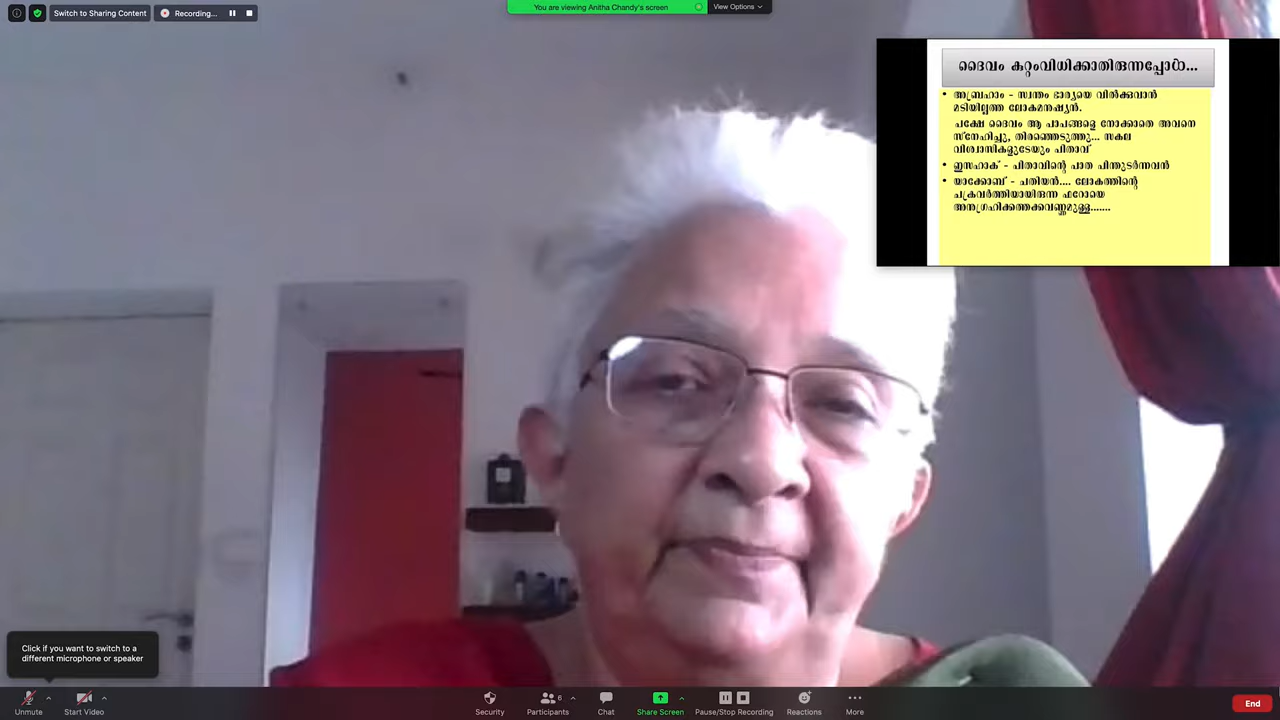 Switch to Sharing Content
Recording...
You are viewing Anitha Chandy's screen
View Options
ദൈവം കുറ്റംവിധിക്കാതിരുന്നപ്പോൾ...
• അബ്രഹാം - സ്വന്തം ഭാര്യയെ വിൽക്കുവാൻ
മടിയില്ലത്ത ലോകമനുഷ്യൻ.
പക്ഷേ ദൈവം ആ പാപങ്ങളെ നോക്കാതെ അവനെ
സ്നേഹിച്ചു, തിരഞ്ഞെടുത്തു... സകല
വിശ്വാസികളുടേയും പിതാവ്
• ഇസഹാക് - പിതാവിന്റെ പാത പിന്തുടർന്നവൻ
• യാക്കോബ് - ചതിയൻ.... ലോകത്തിന്റെ
ചക്രവർത്തിയായിരുന്ന ഫറോയെ
അനുഗ്രഹിക്കത്തക്കവണ്ണമുള്ള.......
Click if you want to switch to a
different microphone or speaker
Unmute
Start Video
Security
Participants
6
Chat
Share Screen
Pause/Stop Recording
Reactions
More
End